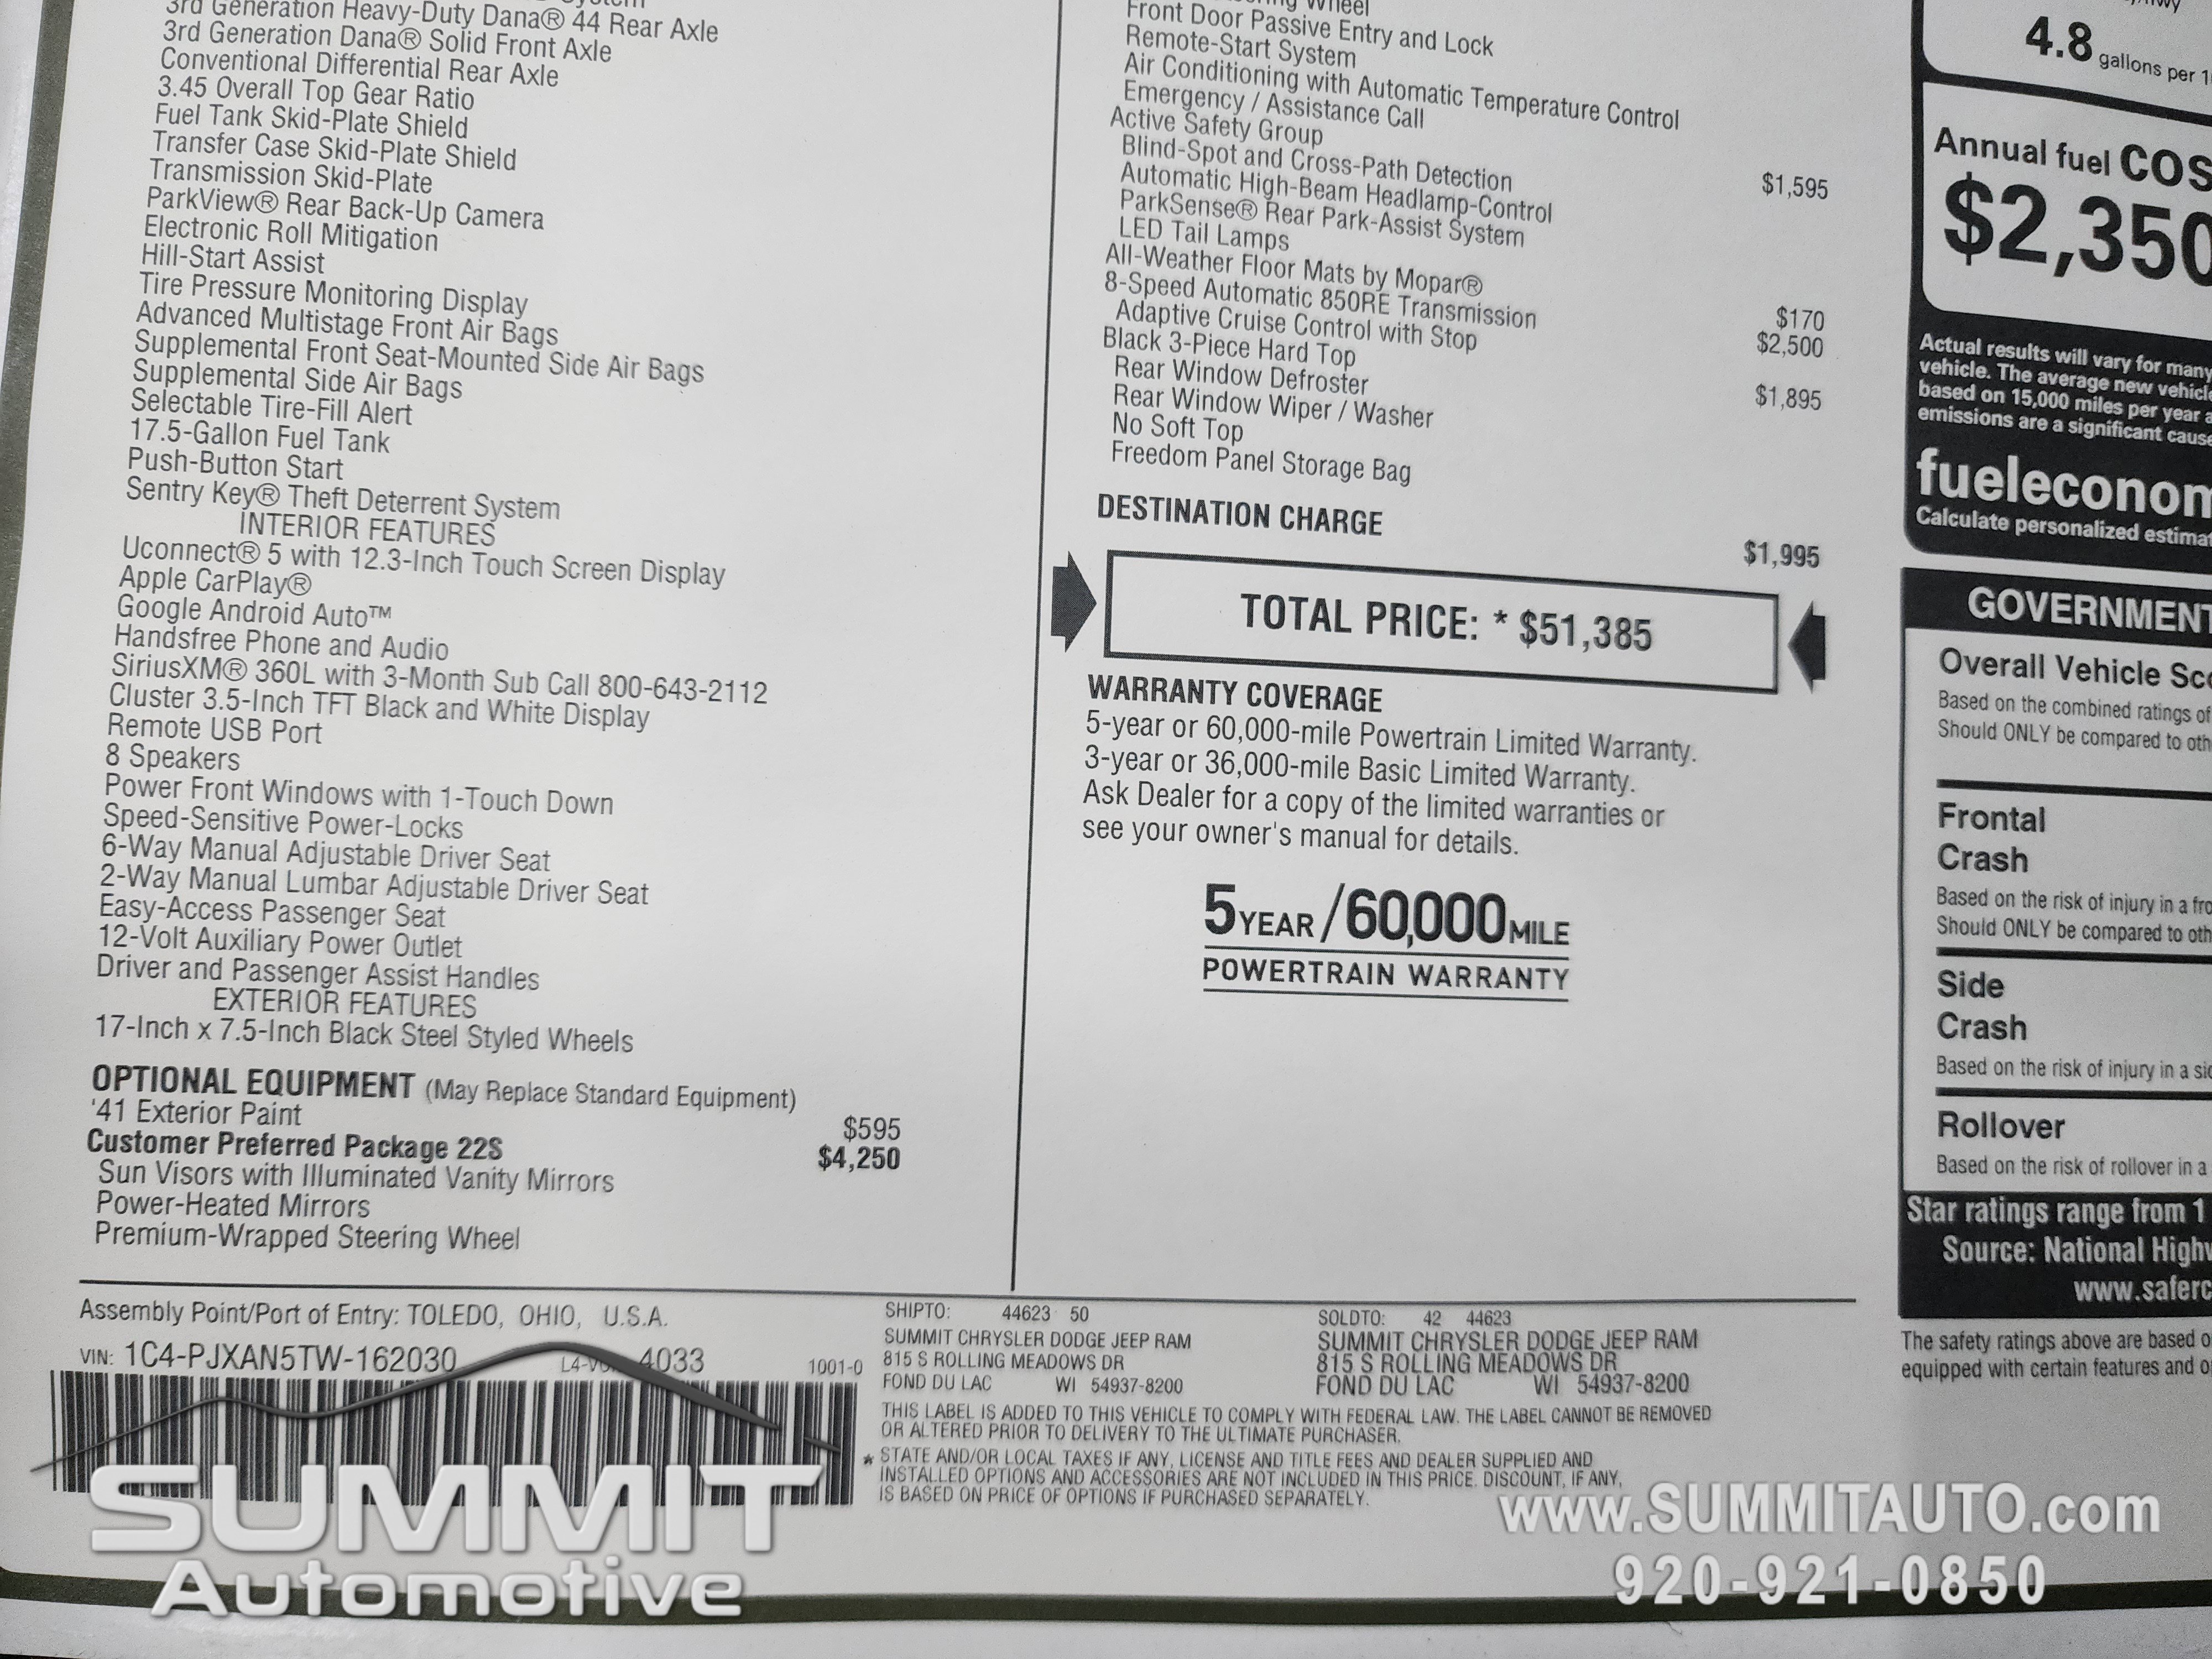 3rd Generation Heavy-Duty Dana® 44 Rear Axle
3rd Generation Dana® Solid Front Axle
Conventional Differential Rear Axle
3.45 Overall Top Gear Ratio
Fuel Tank Skid-Plate Shield
Transfer Case Skid-Plate Shield
Transmission Skid-Plate
ParkView® Rear Back-Up Camera
Electronic Roll Mitigation
Hill-Start Assist
Tire Pressure Monitoring Display
Advanced Multistage Front Air Bags
Supplemental Front Seat-Mounted Side Air Bags
Supplemental Side Air Bags
Selectable Tire-Fill Alert
17.5-Gallon Fuel Tank
Push-Button Start
Sentry Key® Theft Deterrent System
INTERIOR FEATURES
Uconnect® 5 with 12.3-Inch Touch Screen Display
Apple CarPlay®
Google Android Auto™
Handsfree Phone and Audio
SiriusXM® 360L with 3-Month Sub Call 800-643-2112
Cluster 3.5-Inch TFT Black and White Display
Remote USB Port
8 Speakers
Power Front Windows with 1-Touch Down
Speed-Sensitive Power-Locks
6-Way Manual Adjustable Driver Seat
2-Way Manual Lumbar Adjustable Driver Seat
Easy-Access Passenger Seat
12-Volt Auxiliary Power Outlet
Driver and Passenger Assist Handles
EXTERIOR FEATURES
17-Inch x 7.5-Inch Black Steel Styled Wheels
OPTIONAL EQUIPMENT (May Replace Standard Equipment)
'41 Exterior Paint $595
Customer Preferred Package 22S $4,250
Sun Visors with Illuminated Vanity Mirrors
Power-Heated Mirrors
Premium-Wrapped Steering Wheel
Wheel
Front Door Passive Entry and Lock
Remote-Start System
Air Conditioning with Automatic Temperature Control
Emergency / Assistance Call
Active Safety Group $1,595
Blind-Spot and Cross-Path Detection
Automatic High-Beam Headlamp-Control
ParkSense® Rear Park-Assist System
LED Tail Lamps
All-Weather Floor Mats by Mopar® $170
8-Speed Automatic 850RE Transmission $2,500
Adaptive Cruise Control with Stop
Black 3-Piece Hard Top $1,895
Rear Window Defroster
Rear Window Wiper / Washer
No Soft Top
Freedom Panel Storage Bag
DESTINATION CHARGE $1,995
TOTAL PRICE: * $51,385
WARRANTY COVERAGE
5-year or 60,000-mile Powertrain Limited Warranty.
3-year or 36,000-mile Basic Limited Warranty.
Ask Dealer for a copy of the limited warranties or
see your owner's manual for details.
5 YEAR / 60,000 MILE
POWERTRAIN WARRANTY
4.8 gallons per
Annual fuel
$2,350
Actual results will vary for many
vehicle. The average new
based on 15,000 miles per year
emissions are a significant
Calculate personalized
GOVERNMENT
Overall Vehicle
Based on the combined ratings of
Should ONLY be compared to
Frontal
Crash
Based on the risk of injury in a
Should ONLY be compared to
Side
Crash
Based on the risk of injury in a
Rollover
Based on the risk of rollover in a
Star ratings range from 1
Source: National
The safety ratings above are based
equipped with certain features and
Assembly Point/Port of Entry: TOLEDO, OHIO, U.S.A.
VIN: 1C4-PJXAN5TW-162030 4033 1001-0
SHIPTO: 44623 50
SUMMIT CHRYSLER DODGE JEEP RAM
815 S ROLLING MEADOWS DR
FOND DU LAC WI 54937-8200
SOLDTO: 42 44623
SUMMIT CHRYSLER DODGE JEEP RAM
815 S ROLLING MEADOWS DR
FOND DU LAC WI 54937-8200
THIS LABEL IS ADDED TO THIS VEHICLE TO COMPLY WITH FEDERAL LAW. THE LABEL CANNOT BE REMOVED
OR ALTERED PRIOR TO DELIVERY TO THE ULTIMATE PURCHASER.
* STATE AND/OR LOCAL TAXES IF ANY, LICENSE AND TITLE FEES AND DEALER SUPPLIED AND
INSTALLED OPTIONS AND ACCESSORIES ARE NOT INCLUDED IN THIS PRICE. DISCOUNT, IF ANY,
IS BASED ON PRICE OF OPTIONS IF PURCHASED SEPARATELY.
SUMMIT
Automotive
www.SUMMITAUTO.com
920-921-0850